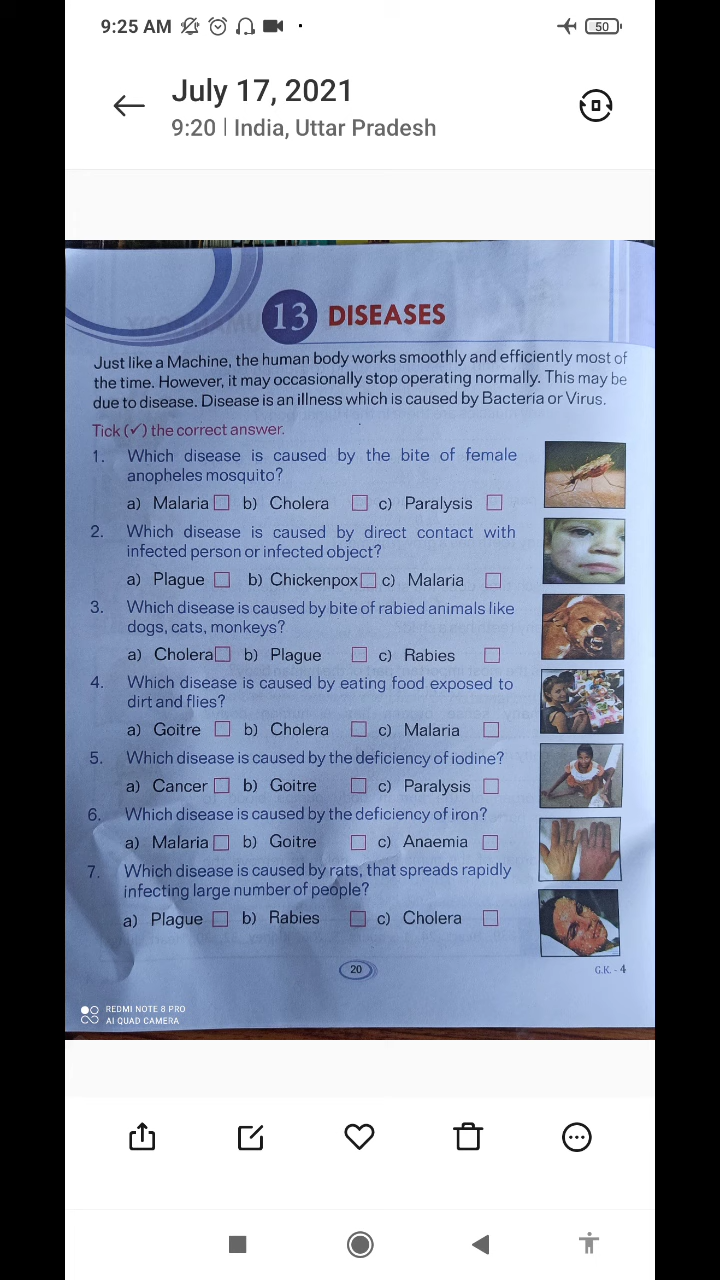 9:25 AM
50
July 17, 2021
9:20 | India, Uttar Pradesh
13 DISEASES
Just like a Machine, the human body works smoothly and efficiently most of
the time. However, it may occasionally stop operating normally. This may be
due to disease. Disease is an illness which is caused by Bacteria or Virus.
Tick (✓) the correct answer.
1. Which disease is caused by the bite of female
anopheles mosquito?
a) Malaria □ b) Cholera □ c) Paralysis □
2. Which disease is caused by direct contact with
infected person or infected object?
a) Plague □ b) Chickenpox □ c) Malaria □
3. Which disease is caused by bite of rabied animals like
dogs, cats, monkeys?
a) Cholera □ b) Plague □ c) Rabies □
4. Which disease is caused by eating food exposed to
dirt and flies?
a) Goitre □ b) Cholera □ c) Malaria □
5. Which disease is caused by the deficiency of iodine?
a) Cancer □ b) Goitre □ c) Paralysis □
6. Which disease is caused by the deficiency of iron?
a) Malaria □ b) Goitre □ c) Anaemia □
7. Which disease is caused by rats, that spreads rapidly
infecting large number of people?
a) Plague □ b) Rabies □ c) Cholera □
20
G.K. - 4
REDMI NOTE 8 PRO
AI QUAD CAMERA